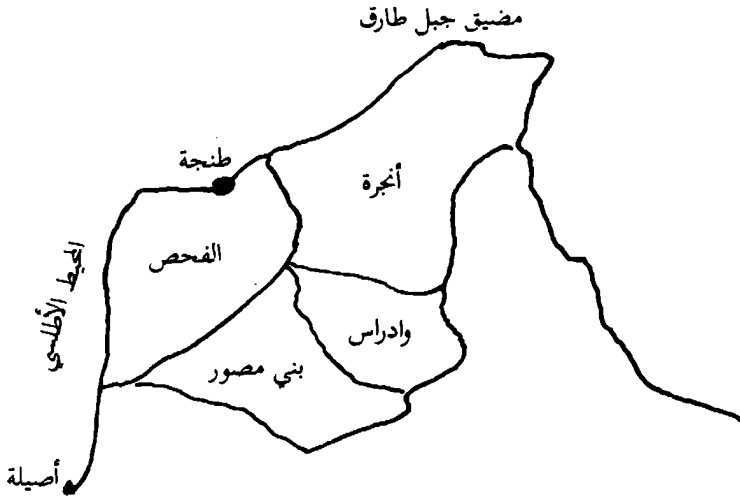 مضيق جبل طارق
طنجة
أنجرة
الفحص
المحيط الأطلسي
وادراس
بني مصور
أصيلة